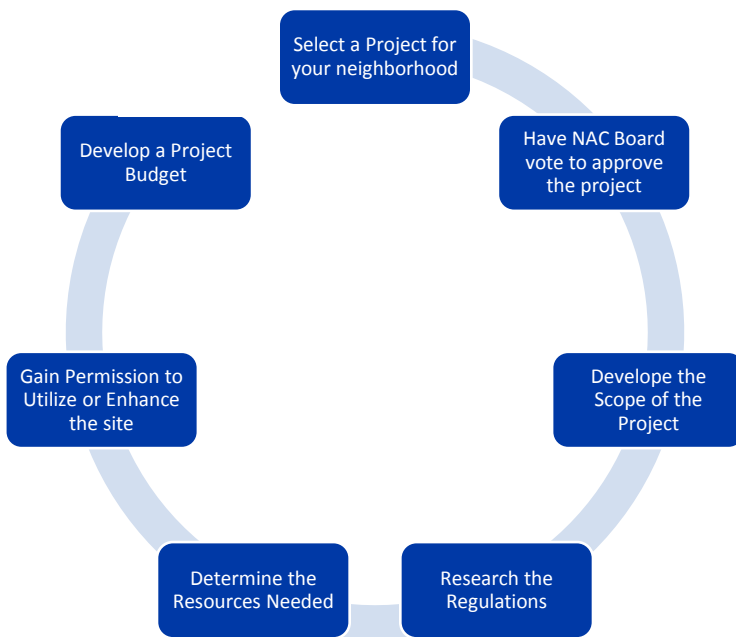 Select a Project for
your neighborhood
Have NAC Board
vote to approve
the project
Develope the
Scope of the
Project
Research the
Regulations
Determine the
Resources Needed
Gain Permission to
Utilize or Enhance
the site
Develop a Project
Budget